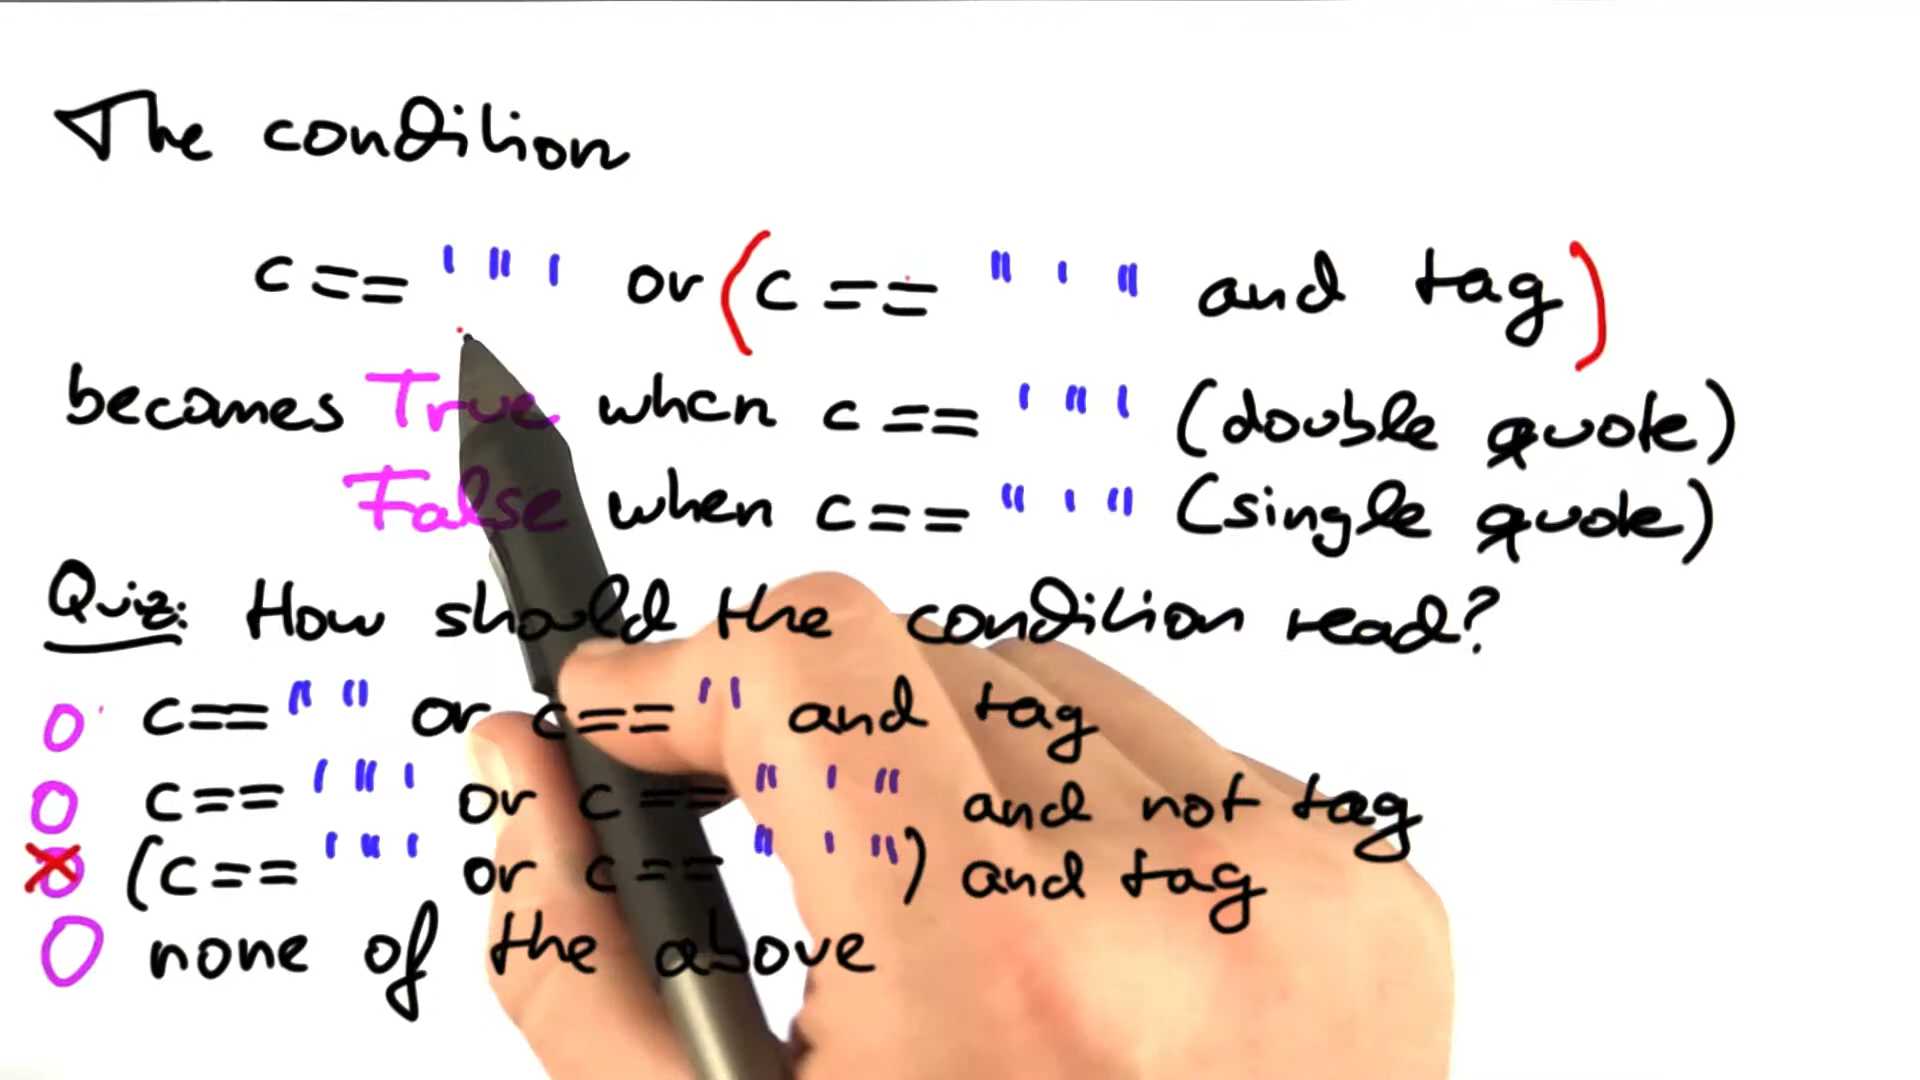 The condition
c == '"' or (c == "'" and tag)
becomes True when c == '"' (double quote)
False when c == "'" (single quote)
Quiz: How should the condition read?
O c == " " or c == '' and tag
O c == '"' or c == "'" and not tag
O (c == '"' or c == "'") and tag
O none of the above